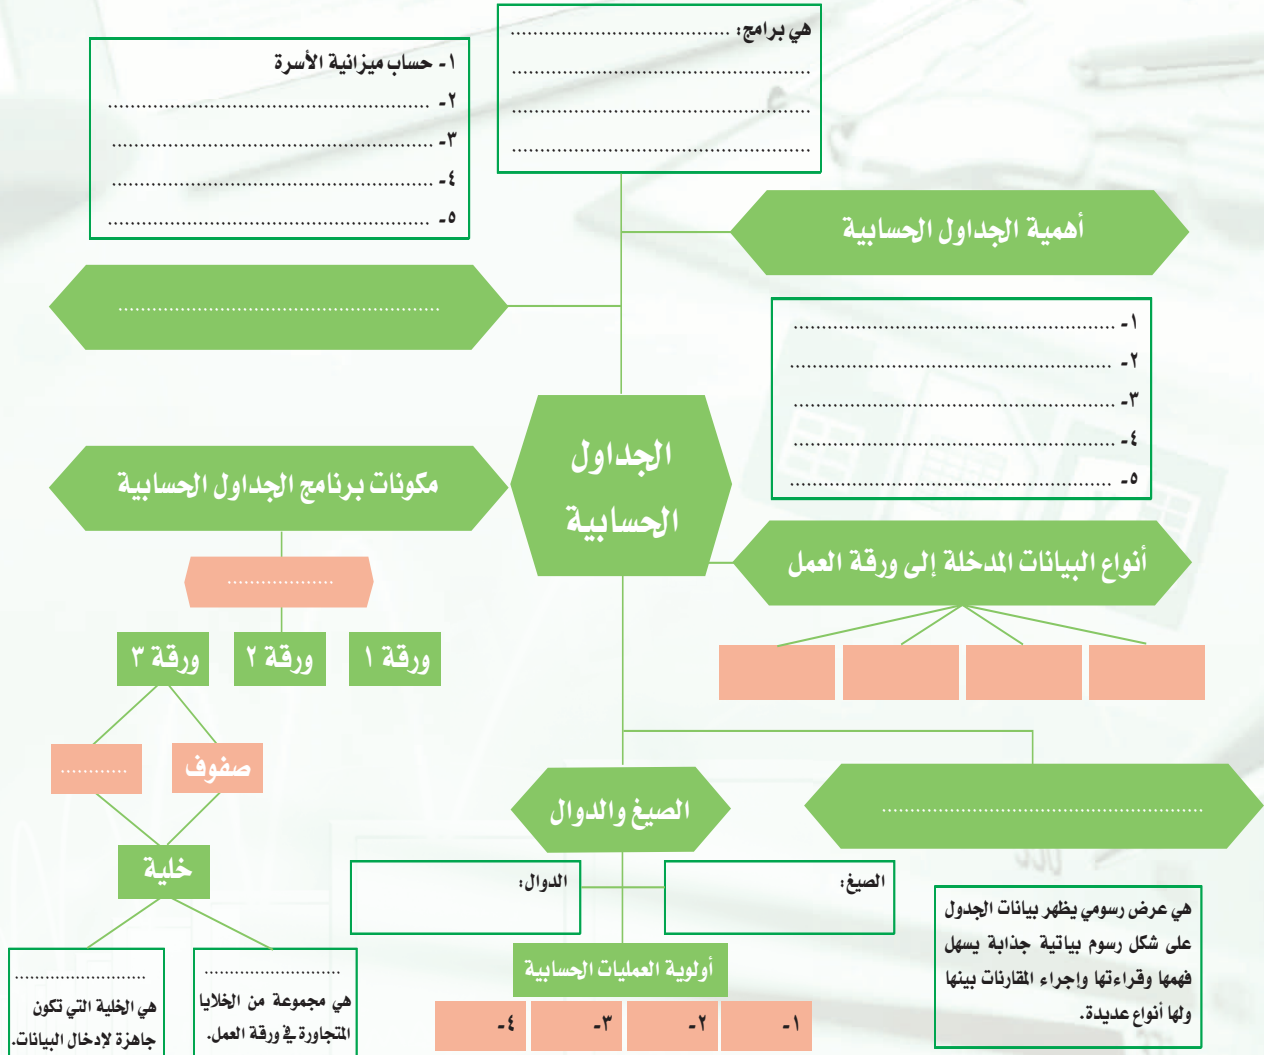 هي برامج: ......................................
....................................................
....................................................
....................................................
١- حساب ميزانية الأسرة
٢- ........................................................
٣- ........................................................
٤- ........................................................
٥- ........................................................
أهمية الجداول الحسابية
........................................................
١- ........................................................
٢- ........................................................
٣- ........................................................
٤- ........................................................
٥- ........................................................
الجداول
الحسابية
مكونات برنامج الجداول الحسابية
...................
ورقة ١
ورقة ٢
ورقة ٣
صفوف
............
خلية
...........................
هي مجموعة من الخلايا
المتجاورة في ورقة العمل.
...........................
هي الخلية التي تكون
جاهزة لإدخال البيانات.
أنواع البيانات المدخلة إلى ورقة العمل
الصيغ والدوال
الصيغ:
الدوال:
أولوية العمليات الحسابية
١-
٢-
٣-
٤-
........................................................
هي عرض رسومي يظهر بيانات الجدول
على شكل رسوم بياتية جذابة يسهل
فهمها وقراءتها وإجراء المقارنات بينها
ولها أنواع عديدة.